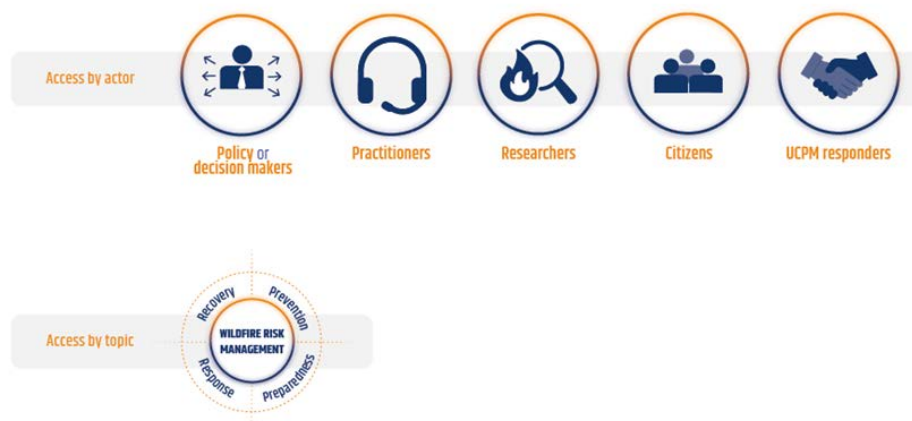 Access by actor
Policy or
decision makers
Practitioners
Researchers
Citizens
UCPM responders
Access by topic
Recovery
Prevention
WILDFIRE RISK
MANAGEMENT
Response
Preparedness